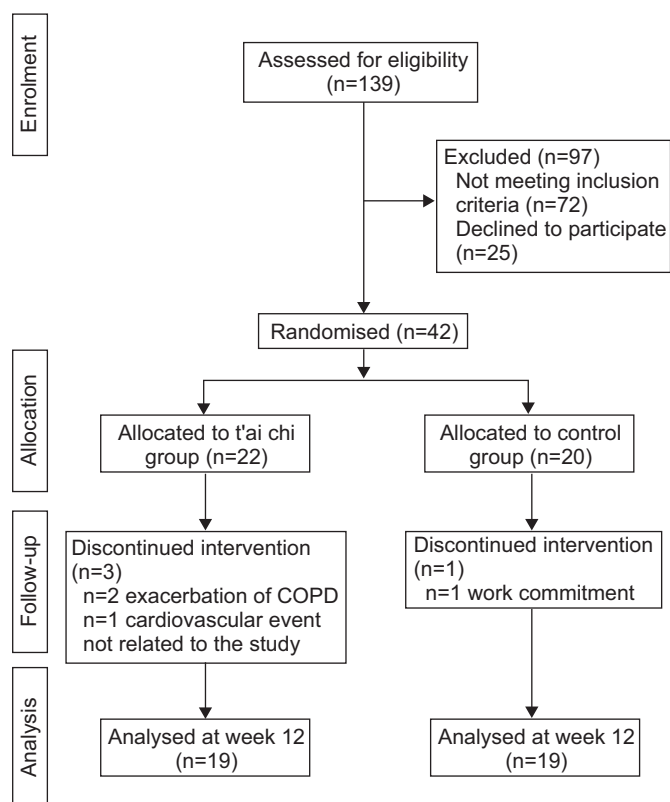 Enrolment
Assessed for eligibility
(n=139)
Excluded (n=97)
Not meeting inclusion
criteria (n=72)
Declined to participate
(n=25)
Randomised (n=42)
Allocation
Allocated to t'ai chi
group (n=22)
Allocated to control
group (n=20)
Follow-up
Discontinued intervention
(n=3)
n=2 exacerbation of COPD
n=1 cardiovascular event
not related to the study
Discontinued intervention
(n=1)
n=1 work commitment
Analysis
Analysed at week 12
(n=19)
Analysed at week 12
(n=19)